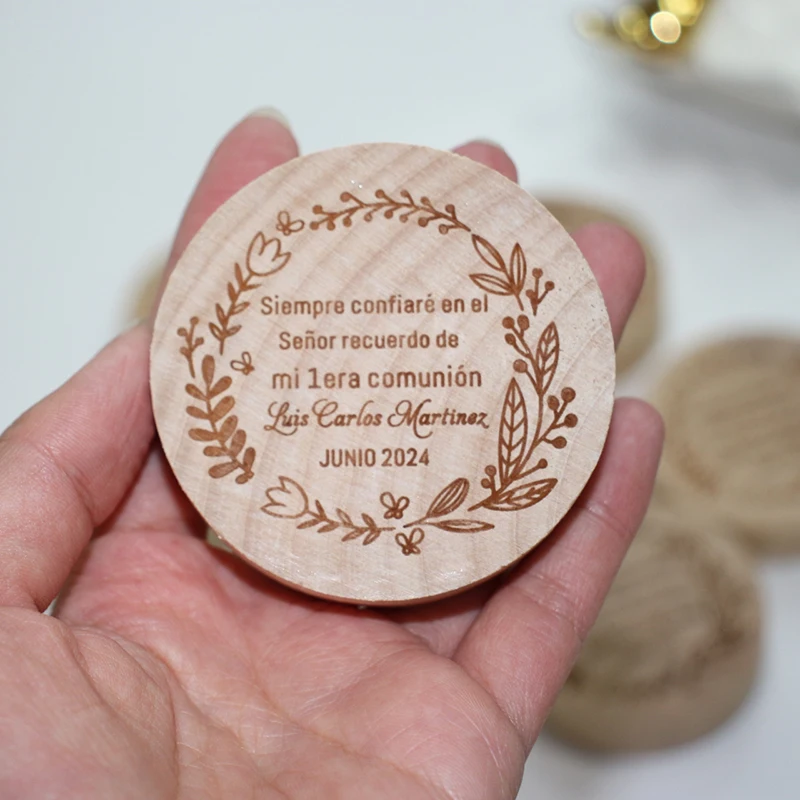 Siempre confiaré en el
Señor recuerdo de
mi 1era comunión
Luis Carlos Martinez
JUNIO 2024